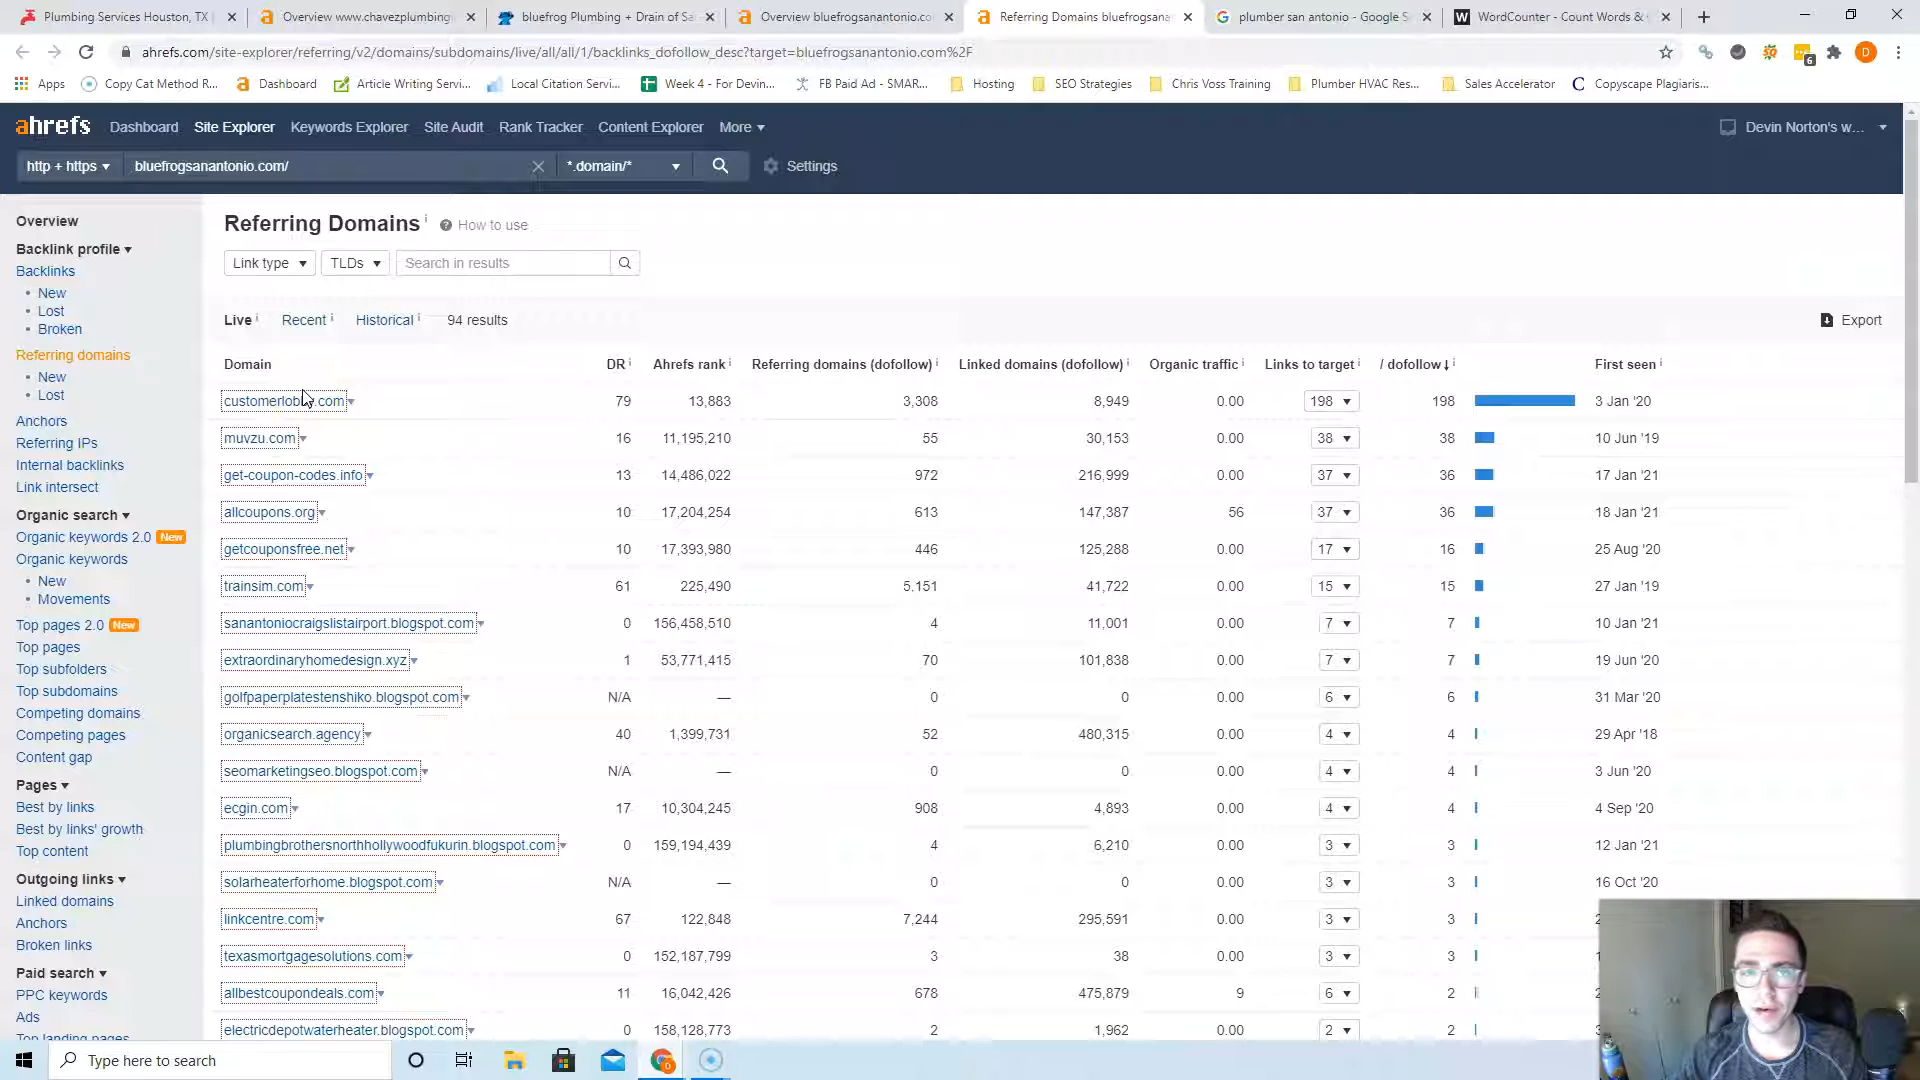 Plumbing Services Houston, TX |
Overview www.chavezplumbing
bluefrog Plumbing + Drain of Sa
Overview bluefrogsanantonio.co
Referring Domains bluefrogsana
plumber san antonio - Google S
WordCounter - Count Words &
ahrefs.com/site-explorer/referring/v2/domains/subdomains/live/all/all/1/backlinks_dofollow_desc?target=bluefrogsanantonio.com%2F
6
D
Apps
Copy Cat Method R...
Dashboard
Article Writing Servi...
Local Citation Servi...
Week 4 - For Devin...
FB Paid Ad - SMAR...
Hosting
SEO Strategies
Chris Voss Training
Plumber HVAC Res...
Sales Accelerator
Copyscape Plagiaris...
ahrefs
Dashboard
Site Explorer
Keywords Explorer
Site Audit
Rank Tracker
Content Explorer
More
Devin Norton's w...
http + https
bluefrogsanantonio.com/
*.domain/*
Settings
Overview
Backlink profile
Backlinks
New
Lost
Broken
Referring domains
New
Lost
Anchors
Referring IPs
Internal backlinks
Link intersect
Organic search
Organic keywords 2.0 New
Organic keywords
New
Movements
Top pages 2.0 New
Top pages
Top subfolders
Top subdomains
Competing domains
Competing pages
Content gap
Pages
Best by links
Best by links' growth
Top content
Outgoing links
Linked domains
Anchors
Broken links
Paid search
PPC keywords
Ads
Top landing pages
Referring Domains
How to use
Link type
TLDs
Search in results
Live Recent Historical 94 results
Export
Domain DR Ahrefs rank Referring domains (dofollow) Linked domains (dofollow) Organic traffic Links to target / dofollow First seen
customerlobby.com 79 13,883 3,308 8,949 0.00 198 198 3 Jan '20
muvzu.com 16 11,195,210 55 30,153 0.00 38 38 10 Jun '19
get-coupon-codes.info 13 14,486,022 972 216,999 0.00 37 36 17 Jan '21
allcoupons.org 10 17,204,254 613 147,387 56 37 36 18 Jan '21
getcouponsfree.net 10 17,393,980 446 125,288 0.00 17 16 25 Aug '20
trainsim.com 61 225,490 5,151 41,722 0.00 15 15 27 Jan '19
sanantoniocraigslistairport.blogspot.com 0 156,458,510 4 11,001 0.00 7 7 10 Jan '21
extraordinaryhomedesign.xyz 1 53,771,415 70 101,838 0.00 7 7 19 Jun '20
golfpaperplatestenshiko.blogspot.com N/A — 0 0 0.00 6 6 31 Mar '20
organicsearch.agency 40 1,399,731 52 480,315 0.00 4 4 29 Apr '18
seomarketingseo.blogspot.com N/A — 0 0 0.00 4 4 3 Jun '20
ecgin.com 17 10,304,245 908 4,893 0.00 4 4 4 Sep '20
plumbingbrothersnorthhollywoodfukurin.blogspot.com 0 159,194,439 4 6,210 0.00 3 3 12 Jan '21
solarheaterforhome.blogspot.com N/A — 0 0 0.00 3 3 16 Oct '20
linkcentre.com 67 122,848 7,244 295,591 0.00 3 3
texasmortgagesolutions.com 0 152,187,799 3 38 0.00 3 3
allbestcoupondeals.com 11 16,042,426 678 475,879 9 6 2
electricdepotwaterheater.blogspot.com 0 158,128,773 2 1,962 0.00 2 2
Type here to search